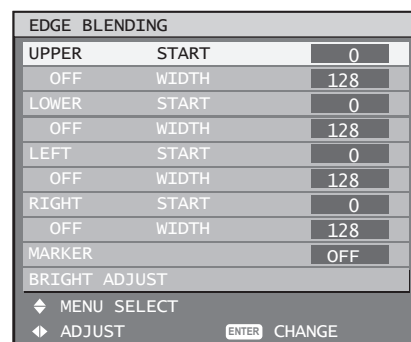 EDGE BLENDING
UPPER START 0
OFF WIDTH 128
LOWER START 0
OFF WIDTH 128
LEFT START 0
OFF WIDTH 128
RIGHT START 0
OFF WIDTH 128
MARKER OFF
BRIGHT ADJUST
MENU SELECT
ADJUST ENTER CHANGE